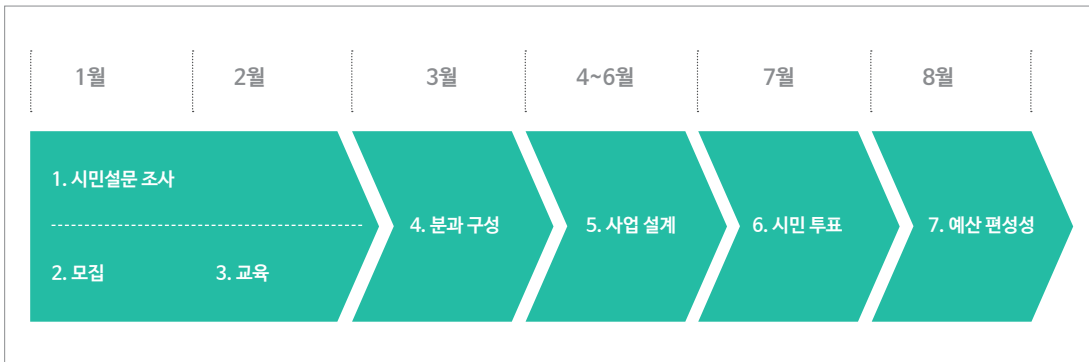 1월 2월 3월 4~6월 7월 8월
1. 시민설문 조사
4. 분과 구성 5. 사업 설계 6. 시민 투표 7. 예산 편성성
2. 모집 3. 교육